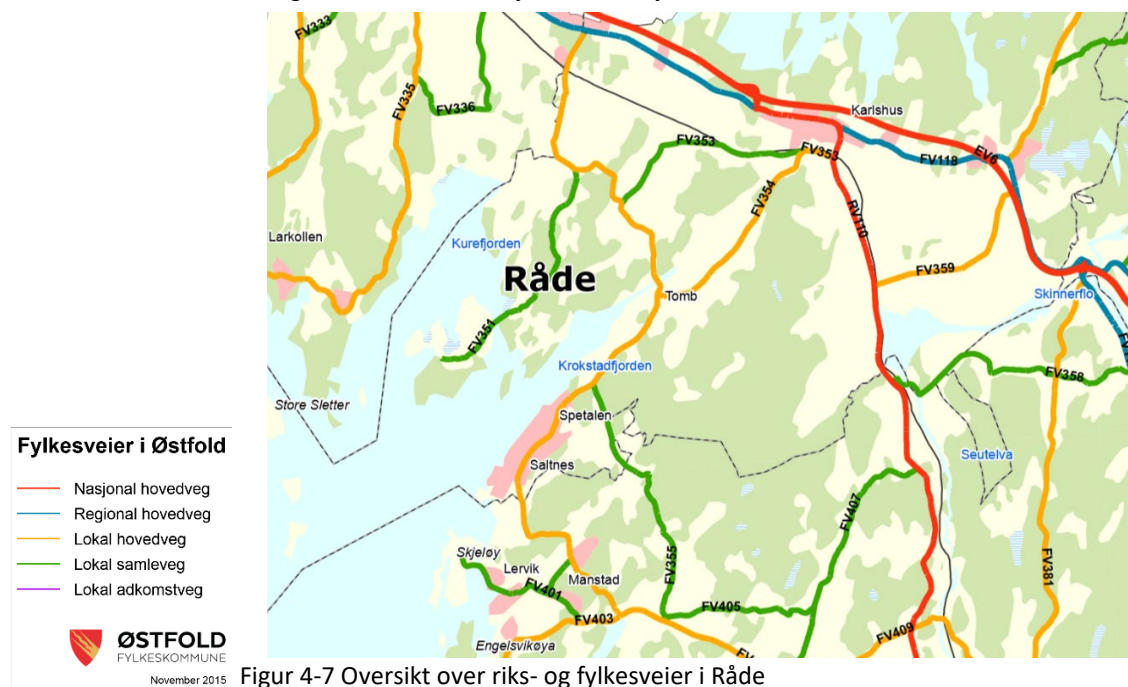 FV333
FV335
FV336
Karlshus
FV353
FV353
FV118
EV6
FV354
RV110
Larkollen
Kurefjorden
Råde
FV359
Tomb
Skinnerflo
FV351
Krokstadfjorden
FV358
Store Sletter
Spetalen
Seutelva
Saltnes
FV407
Skjeløy
Lervik
FV401
Manstad
FV355
FV381
FV403
FV405
FV409
Engelsvikøya
Fylkesveier i Østfold
Nasjonal hovedveg
Regional hovedveg
Lokal hovedveg
Lokal samleveg
Lokal adkomstveg
ØSTFOLD
FYLKESKOMMUNE
November 2015
Figur 4-7 Oversikt over riks- og fylkesveier i Råde